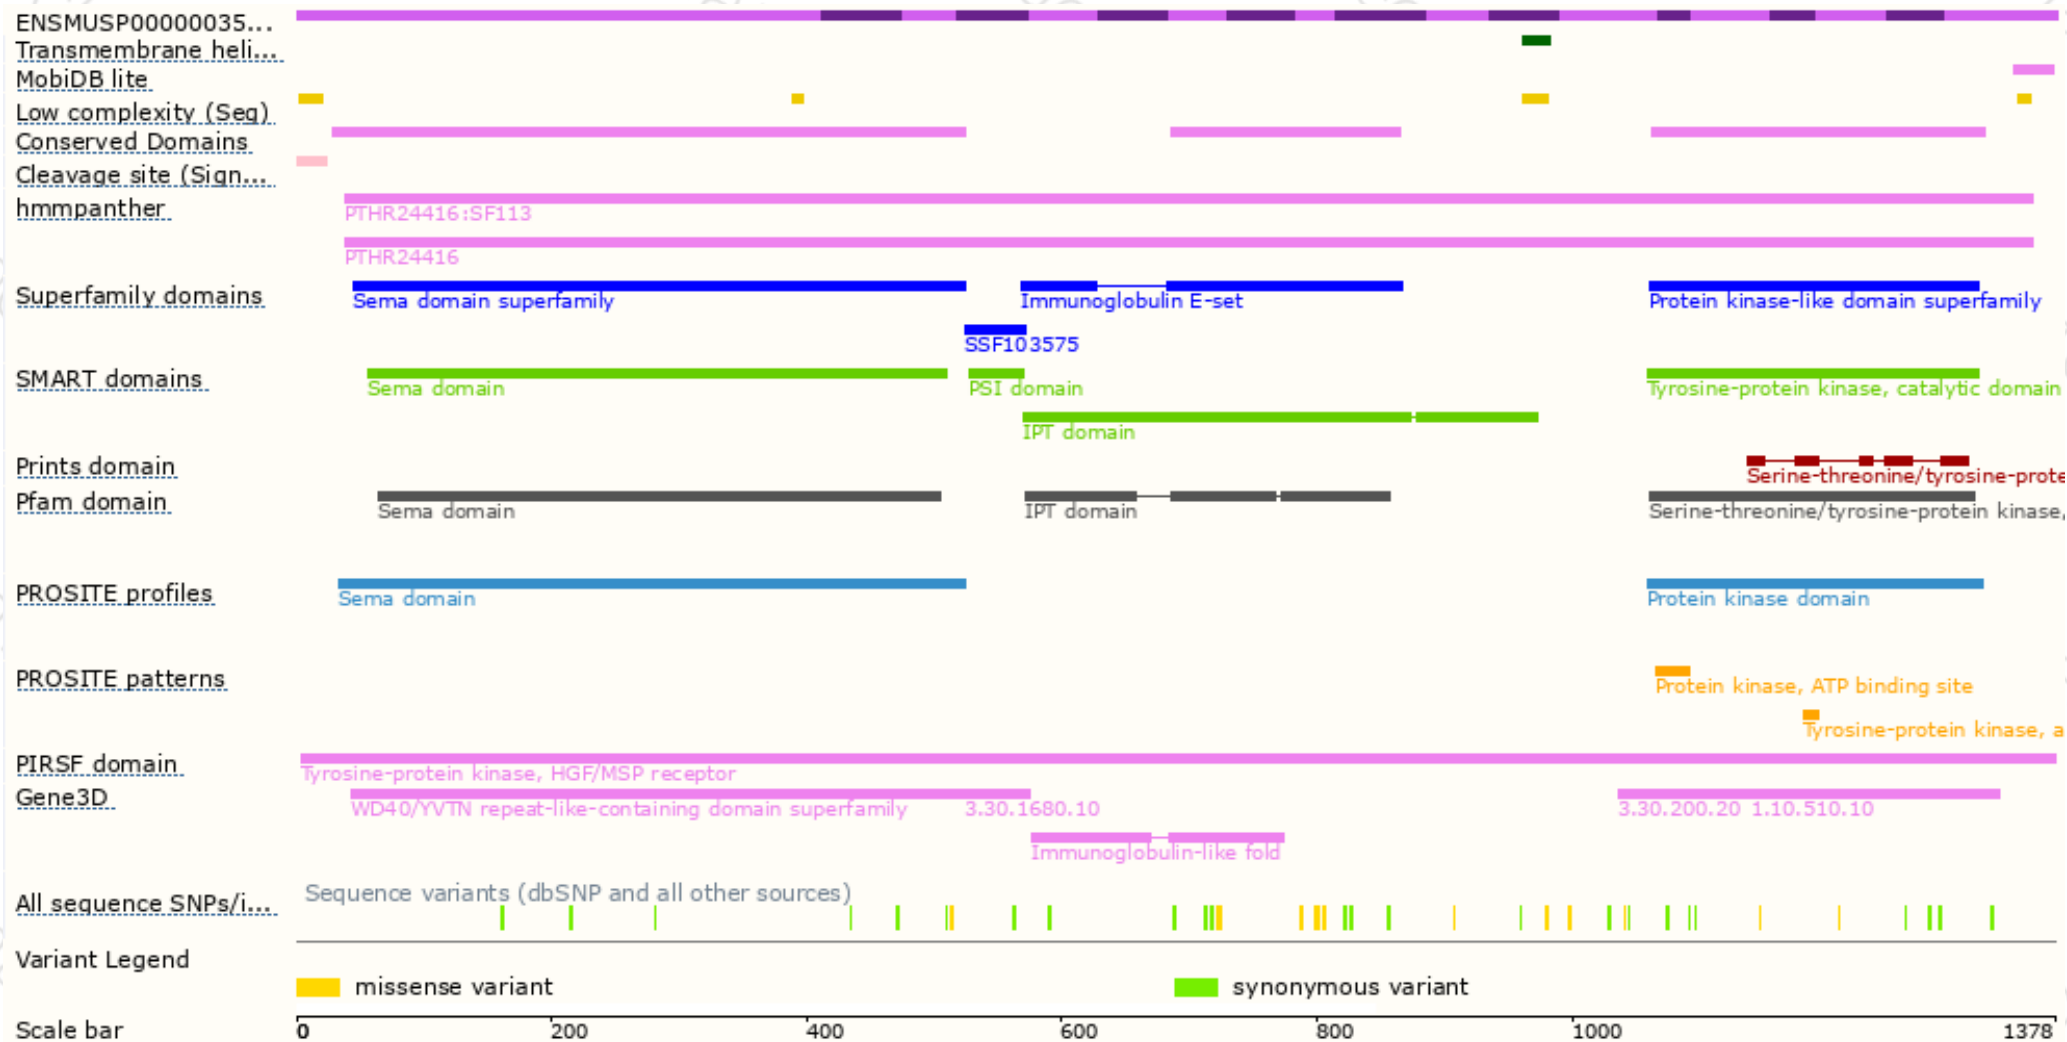 ENSMUSP00000035...
Transmembrane heli...
MobiDB lite
Low complexity (Seg)
Conserved Domains
Cleavage site (Sign...
hmmpanther
PTHR24416:SF113
PTHR24416
Superfamily domains
Sema domain superfamily
Immunoglobulin E-set
Protein kinase-like domain superfamily
SSF103575
SMART domains
Sema domain
PSI domain
Tyrosine-protein kinase, catalytic domain
IPT domain
Prints domain
Serine-threonine/tyrosine-prote
Pfam domain
Sema domain
IPT domain
Serine-threonine/tyrosine-protein kinase,
PROSITE profiles
Sema domain
Protein kinase domain
PROSITE patterns
Protein kinase, ATP binding site
Tyrosine-protein kinase, a
PIRSF domain
Tyrosine-protein kinase, HGF/MSP receptor
Gene3D
WD40/YVTN repeat-like-containing domain superfamily
3.30.1680.10
3.30.200.20 1.10.510.10
Immunoglobulin-like fold
All sequence SNPs/i...
Sequence variants (dbSNP and all other sources)
Variant Legend
missense variant
synonymous variant
Scale bar
0 200 400 600 800 1000 1378